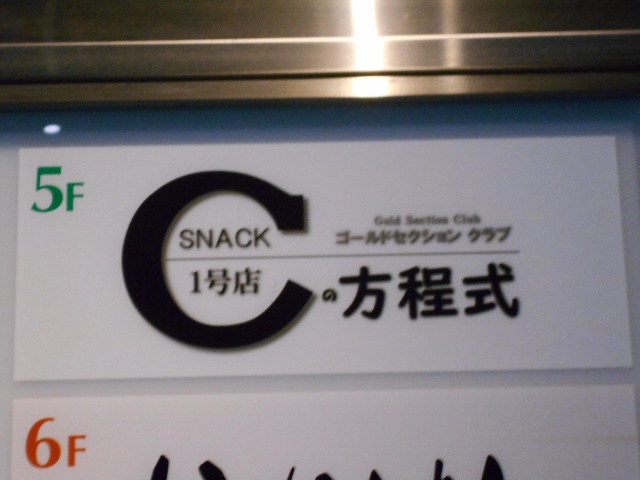 5F
C
SNACK
1号店
Gold Section Club
ゴールドセクション クラブ
の方程式
6F